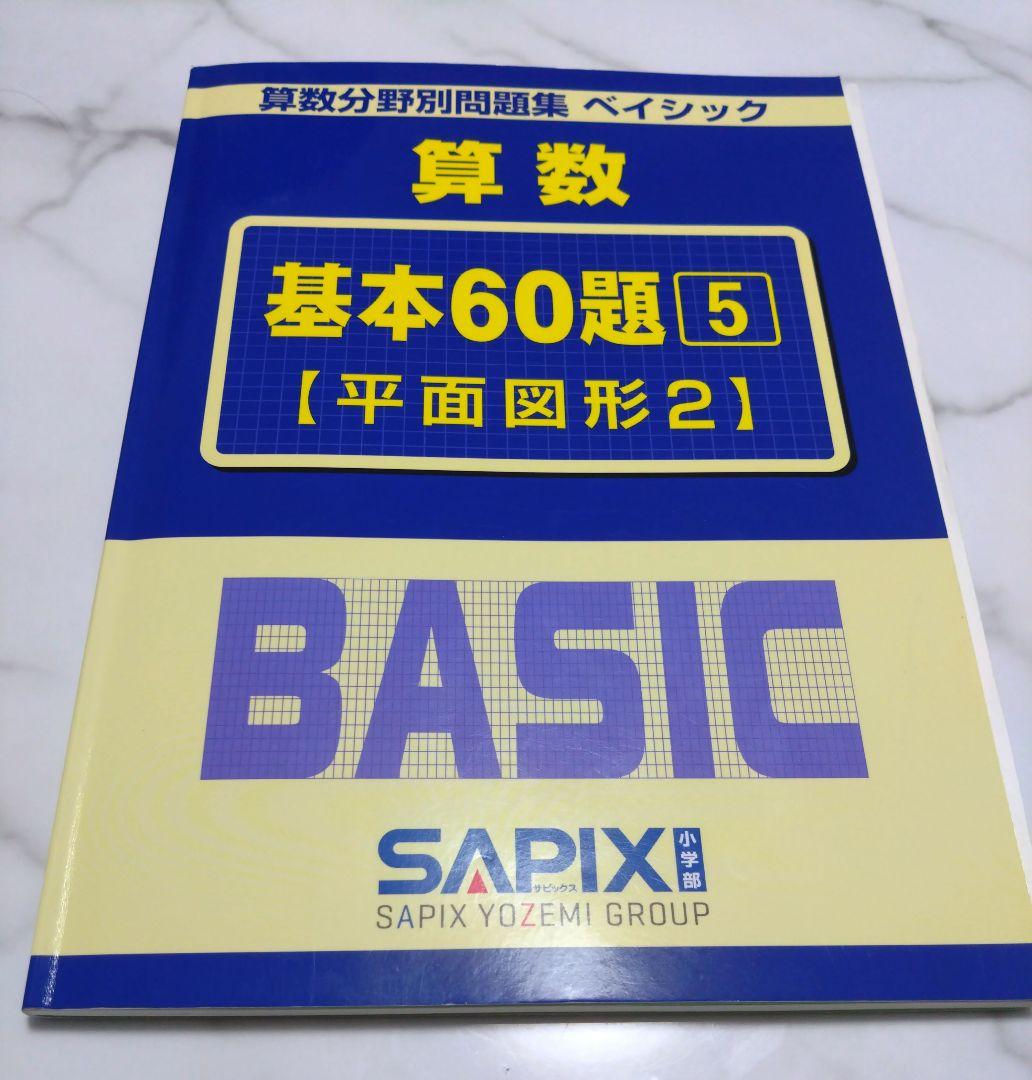 算数分野別問題集 ベイシック
算数
基本60題 5
【平面図形2】
BASIC
SAPIX 小学部
サピックス
SAPIX YOZEMI GROUP